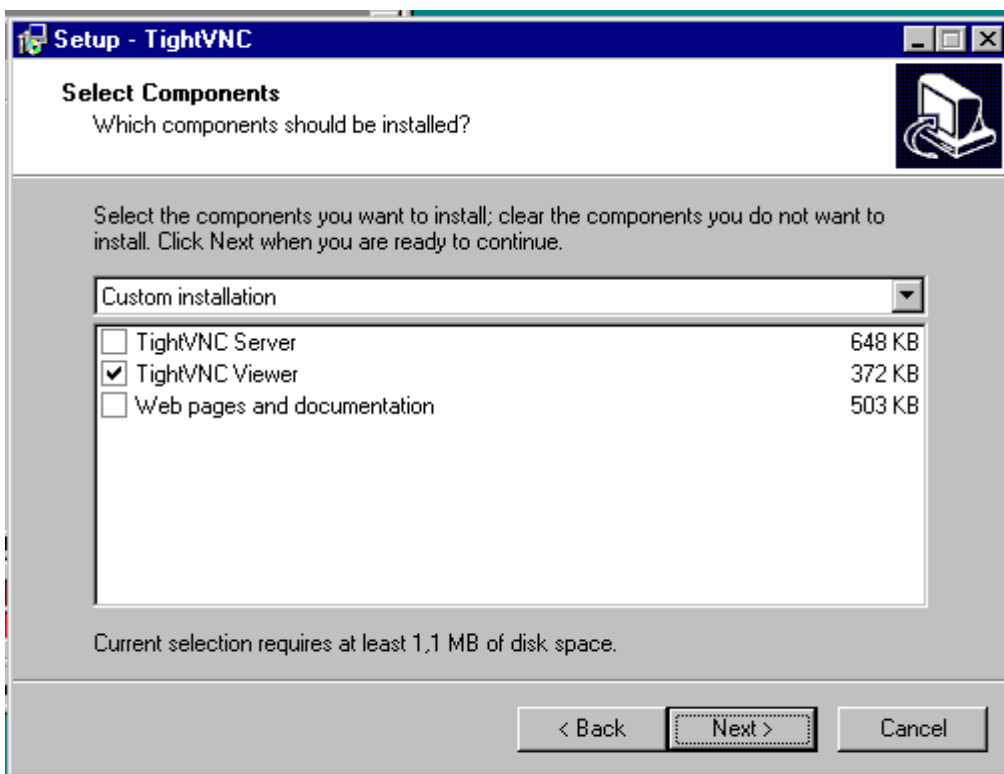 Setup - TightVNC
Select Components
Which components should be installed?
Select the components you want to install; clear the components you do not want to
install. Click Next when you are ready to continue.
Custom installation
TightVNC Server 648 KB
TightVNC Viewer 372 KB
Web pages and documentation 503 KB
Current selection requires at least 1,1 MB of disk space.
< Back Next > Cancel